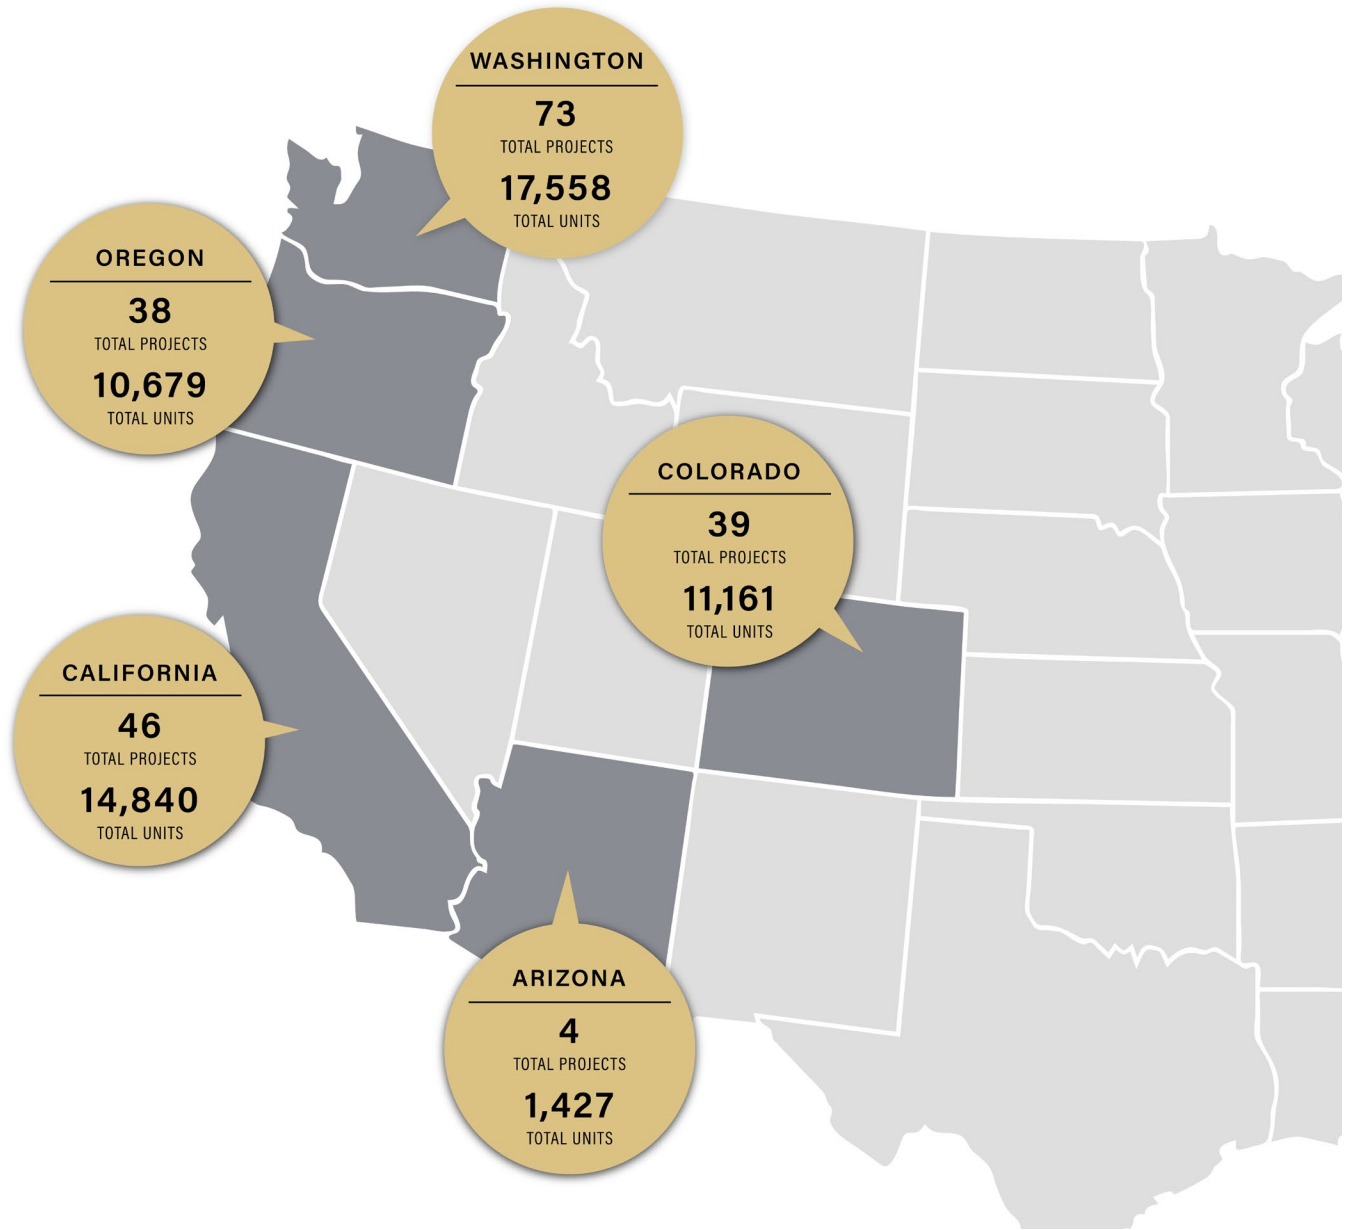 WASHINGTON
73
TOTAL PROJECTS
17,558
TOTAL UNITS
OREGON
38
TOTAL PROJECTS
10,679
TOTAL UNITS
COLORADO
39
TOTAL PROJECTS
11,161
TOTAL UNITS
CALIFORNIA
46
TOTAL PROJECTS
14,840
TOTAL UNITS
ARIZONA
4
TOTAL PROJECTS
1,427
TOTAL UNITS